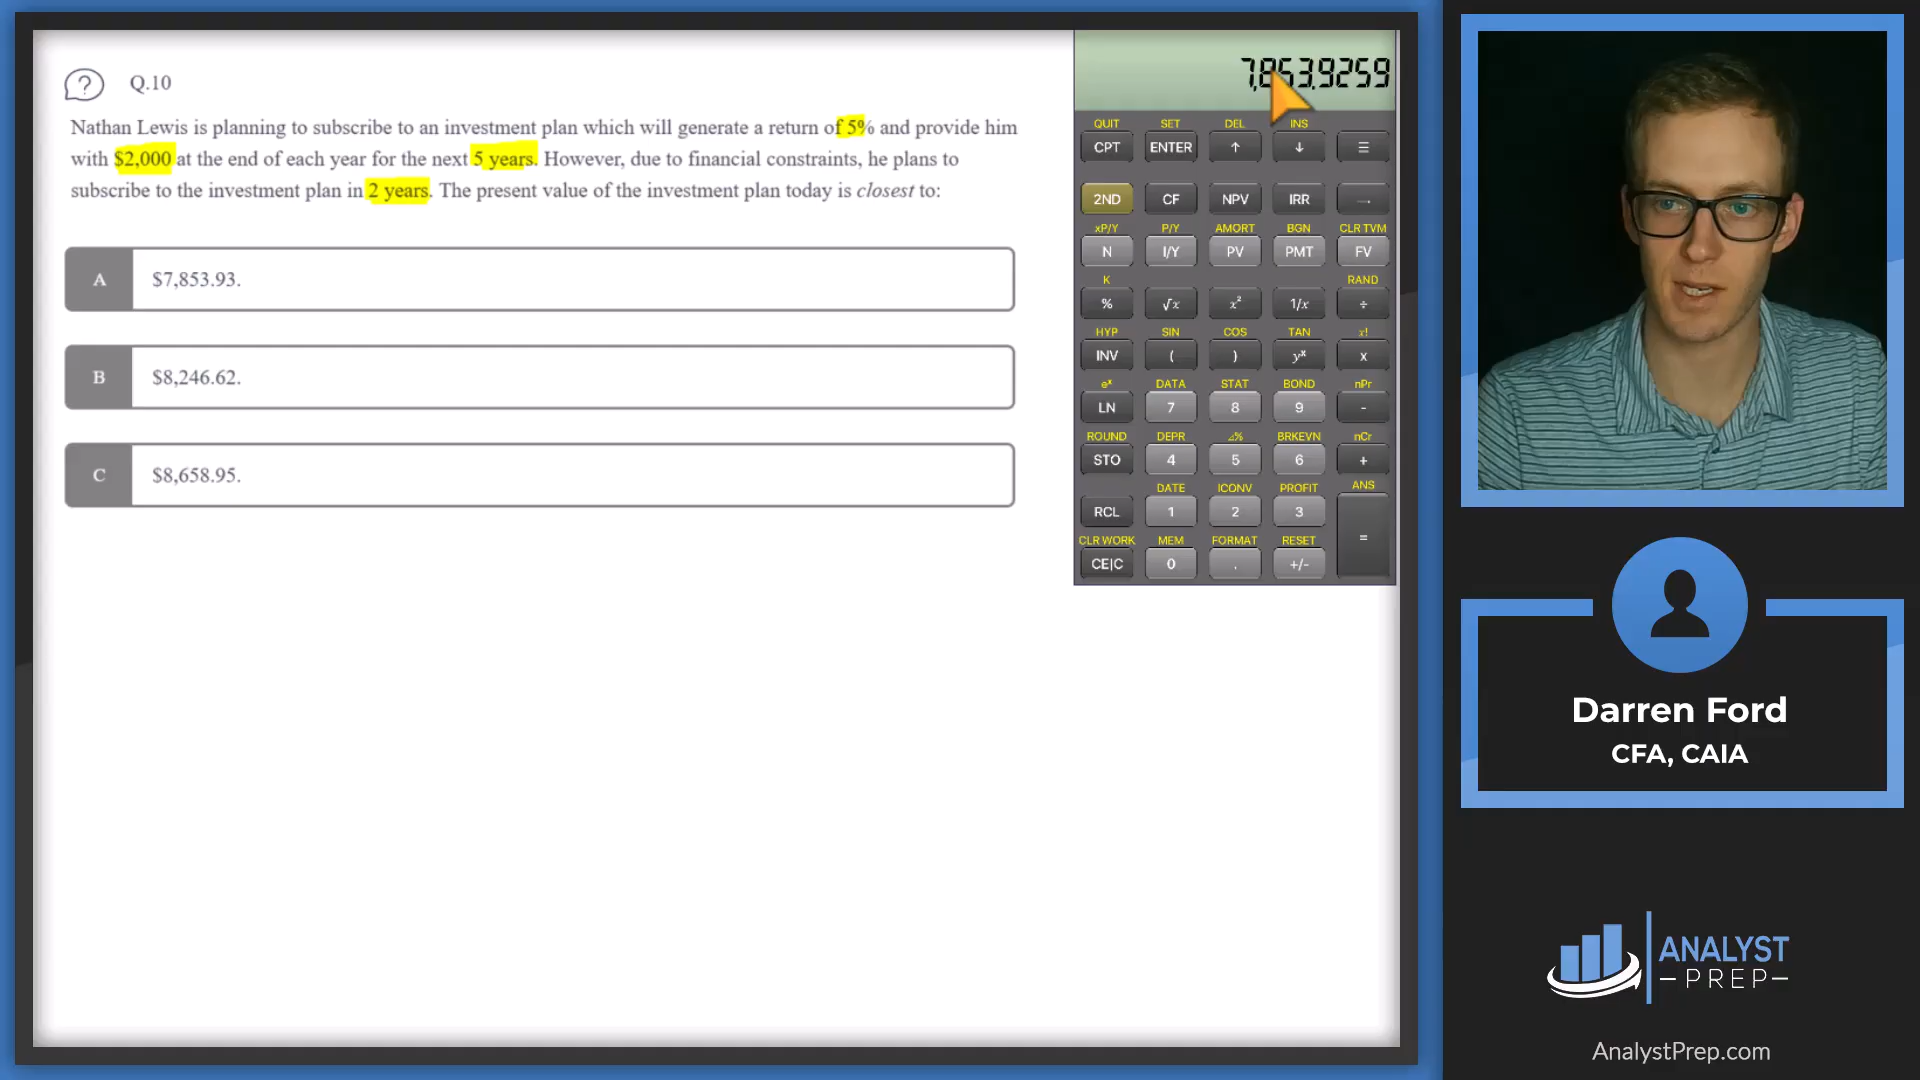 Q.10
Nathan Lewis is planning to subscribe to an investment plan which will generate a return of 5% and provide him
with $2,000 at the end of each year for the next 5 years. However, due to financial constraints, he plans to
subscribe to the investment plan in 2 years. The present value of the investment plan today is closest to:
A $7,853.93.
B $8,246.62.
C $8,658.95.
7,853.9259
QUIT SET DEL INS
CPT ENTER ↑ ↓ ☰
2ND CF NPV IRR →
xP/Y P/Y AMORT BGN CLR TVM
N I/Y PV PMT FV
K RAND
% √x x² 1/x ÷
HYP SIN COS TAN x!
INV ( ) yˣ x
eˣ DATA STAT BOND nPr
LN 7 8 9 -
ROUND DEPR ⊿% BRKEVN nCr
STO 4 5 6 +
DATE ICONV PROFIT ANS
RCL 1 2 3 =
CLR WORK MEM FORMAT RESET
CE|C 0 . +/-
Darren Ford
CFA, CAIA
ANALYST
PREP
AnalystPrep.com